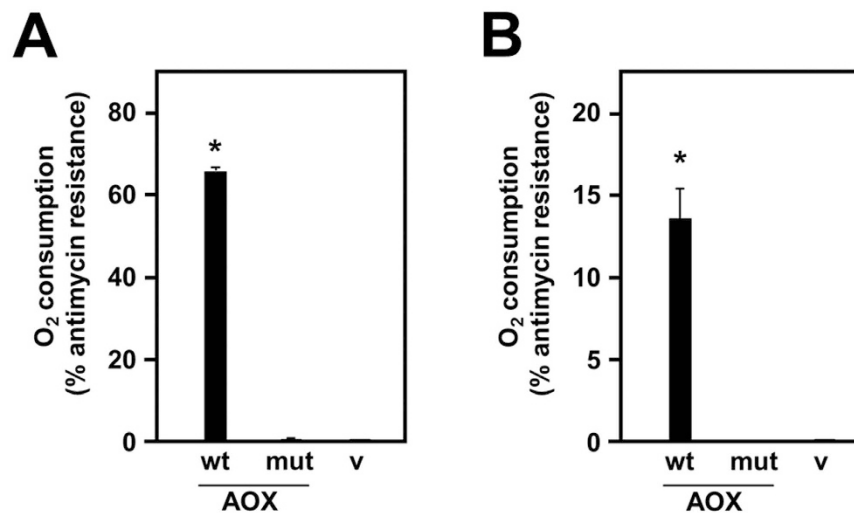 A
O₂ consumption
(% antimycin resistance)
80
60
40
20
0
*
wt mut v
AOX
B
O₂ consumption
(% antimycin resistance)
20
15
10
5
0
*
wt mut v
AOX